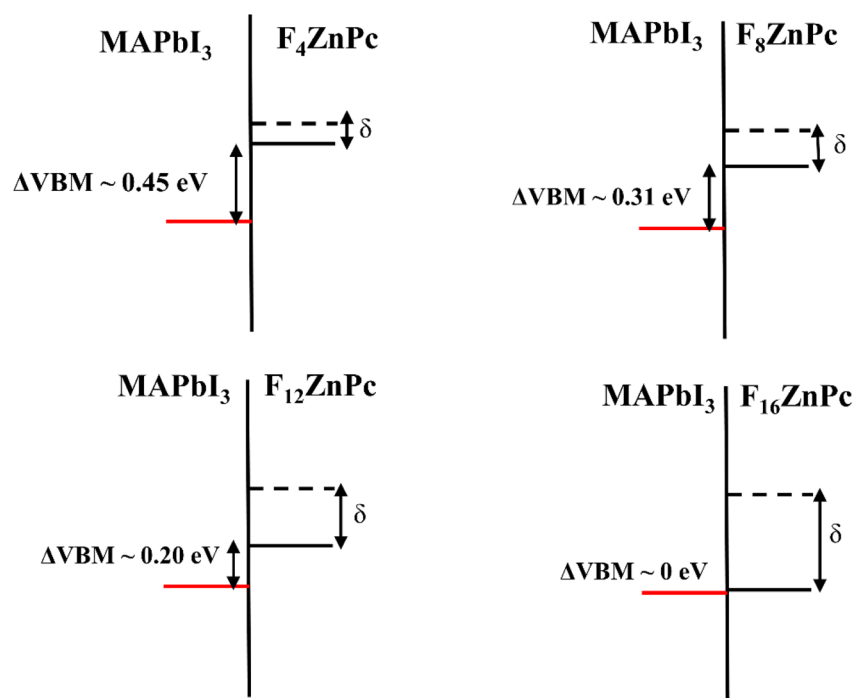 MAPbI₃ F₄ZnPc
δ
ΔVBM ~ 0.45 eV
MAPbI₃ F₈ZnPc
δ
ΔVBM ~ 0.31 eV
MAPbI₃ F₁₂ZnPc
δ
ΔVBM ~ 0.20 eV
MAPbI₃ F₁₆ZnPc
δ
ΔVBM ~ 0 eV